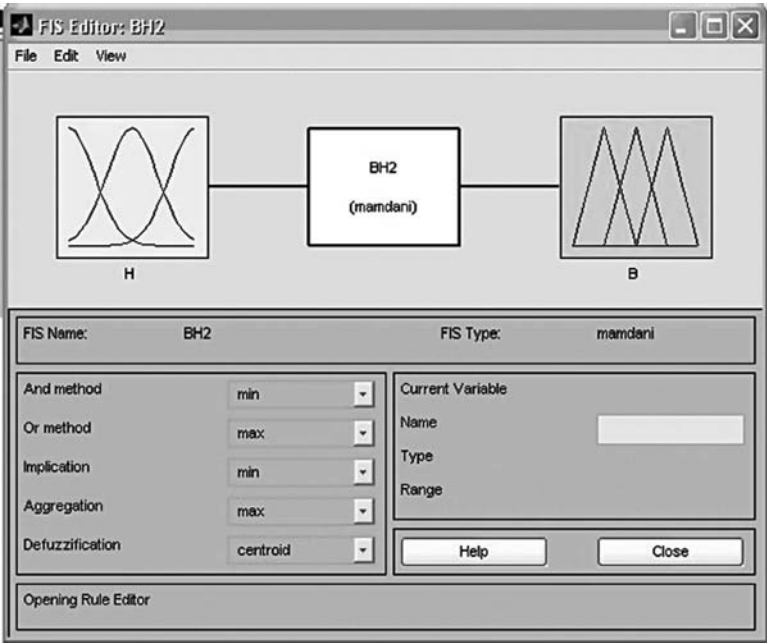 FIS Editor: BH2
File Edit View
BH2
(mamdani)
H
B
FIS Name: BH2 FIS Type: mamdani
And method min
Or method max
Implication min
Aggregation max
Defuzzification centroid
Current Variable
Name
Type
Range
Help Close
Opening Rule Editor